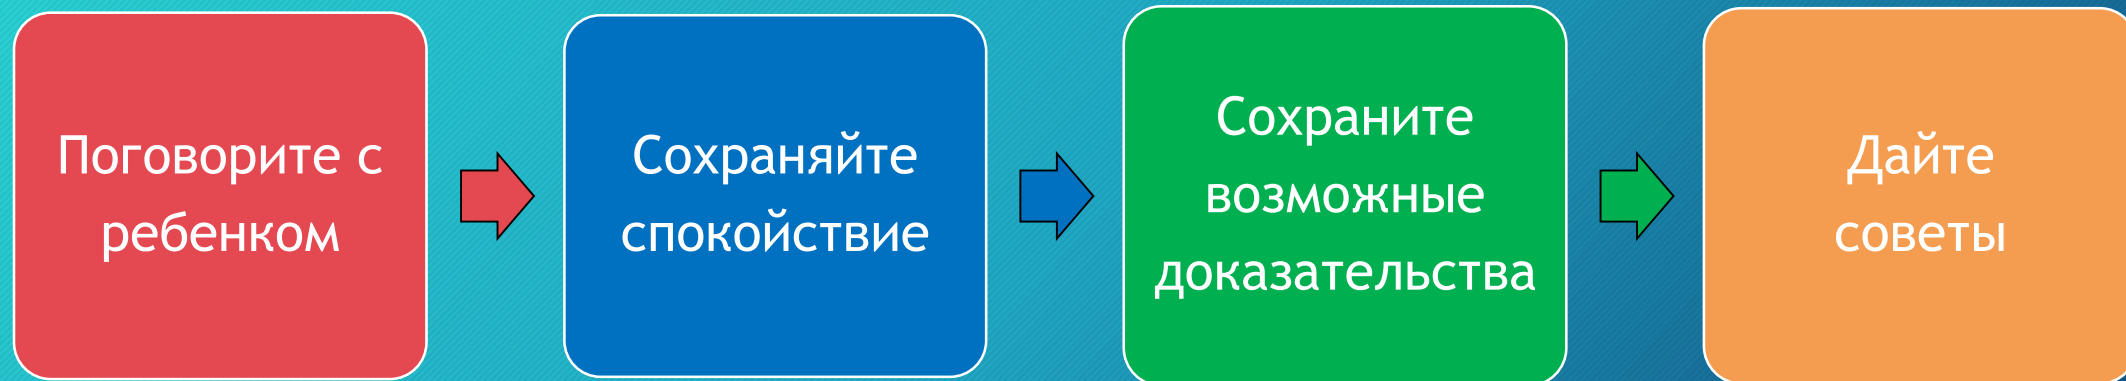 Поговорите с
ребенком
Сохраняйте
спокойствие
Сохраните
возможные
доказательства
Дайте
советы